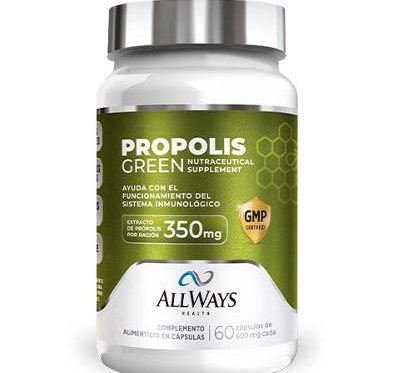 PROPOLIS
GREEN NUTRACEUTICAL
SUPPLEMENT
AYUDA CON EL
FUNCIONAMIENTO DEL
SISTEMA INMUNOLÓGICO
EXTRACTO
DE PRÓPOLIS
POR RACIÓN 350mg
GMP
CERTIFIED
ALLWAYS
HEALTH
COMPLEMENTO
ALIMENTICIO EN CÁPSULAS
60 cápsulas de
600 mg cada